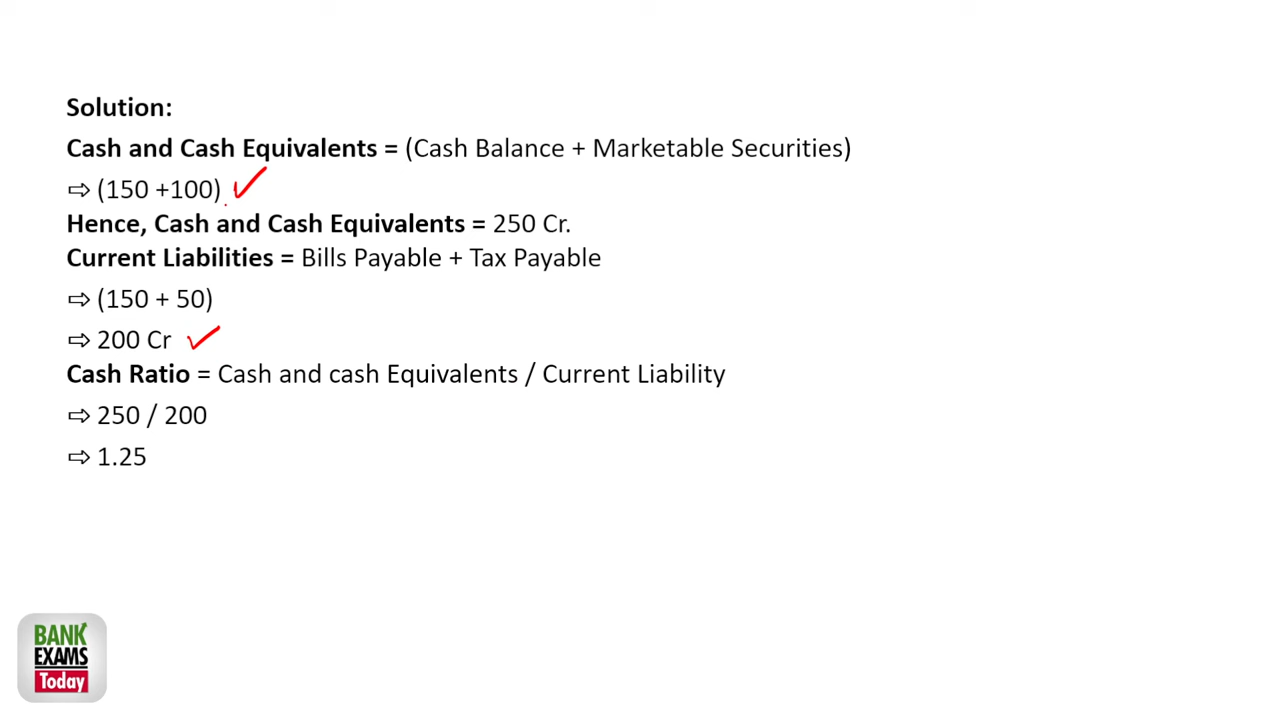 Solution:
Cash and Cash Equivalents = (Cash Balance + Marketable Securities)
⇨ (150 +100)
Hence, Cash and Cash Equivalents = 250 Cr.
Current Liabilities = Bills Payable + Tax Payable
⇨ (150 + 50)
⇨ 200 Cr
Cash Ratio = Cash and cash Equivalents / Current Liability
⇨ 250 / 200
⇨ 1.25
BANK
EXAMS
Today